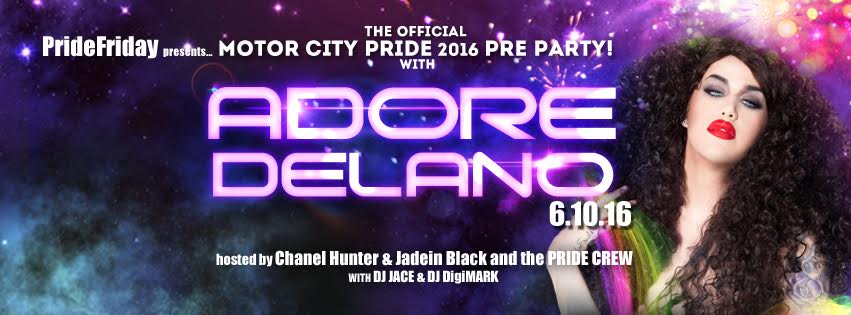 THE OFFICIAL
PrideFriday presents... MOTOR CITY PRIDE 2016 PRE PARTY!
WITH
ADORE
DELANO
6.10.16
hosted by Chanel Hunter & Jadein Black and the PRIDE CREW
WITH DJ JACE & DJ DigiMARK